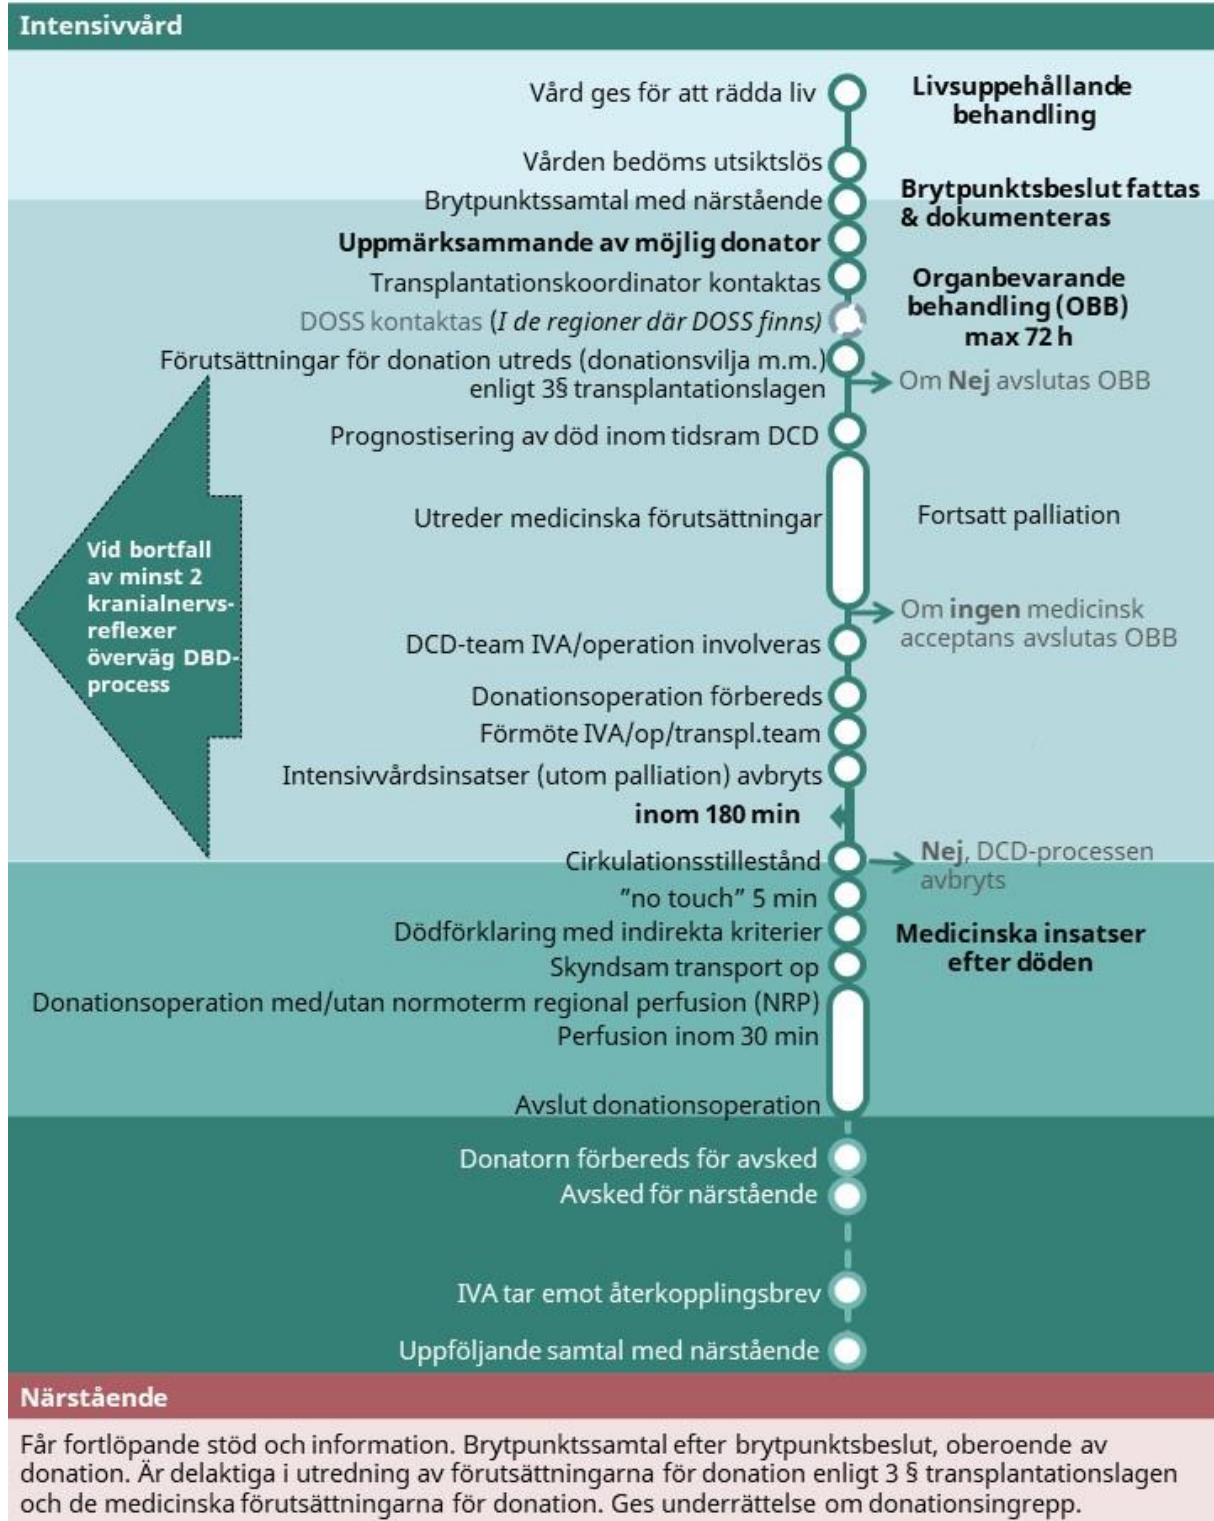 Intensivvård
Vård ges för att rädda liv
Livsuppehållande
behandling
Vården bedöms utsiktslös
Brytpunktssamtal med närstående
Brytpunktsbeslut fattas
& dokumenteras
Uppmärksammande av möjlig donator
Transplantationskoordinator kontaktas
Organbevarande
behandling (OBB)
max 72 h
DOSS kontaktas (I de regioner där DOSS finns)
Förutsättningar för donation utreds (donationsvilja m.m.)
enligt 3§ transplantationslagen
Om Nej avslutas OBB
Prognostisering av död inom tidsram DCD
Utreder medicinska förutsättningar
Fortsatt palliation
Vid bortfall
av minst 2
kranialnervs-
reflexer
överväg DBD-
process
Om ingen medicinsk
acceptans avslutas OBB
DCD-team IVA/operation involveras
Donationsoperation förbereds
Förmöte IVA/op/transpl.team
Intensivvårdsinsatser (utom palliation) avbryts
inom 180 min
Cirkulationsstillestånd
Nej, DCD-processen
avbryts
”no touch” 5 min
Dödförklaring med indirekta kriterier
Medicinska insatser
efter döden
Skyndsam transport op
Donationsoperation med/utan normoterm regional perfusion (NRP)
Perfusion inom 30 min
Avslut donationsoperation
Donatorn förbereds för avsked
Avsked för närstående
IVA tar emot återkopplingsbrev
Uppföljande samtal med närstående
Närstående
Får fortlöpande stöd och information. Brytpunktssamtal efter brytpunktsbeslut, oberoende av
donation. Är delaktiga i utredning av förutsättningarna för donation enligt 3 § transplantationslagen
och de medicinska förutsättningarna för donation. Ges underrättelse om donationsingrepp.